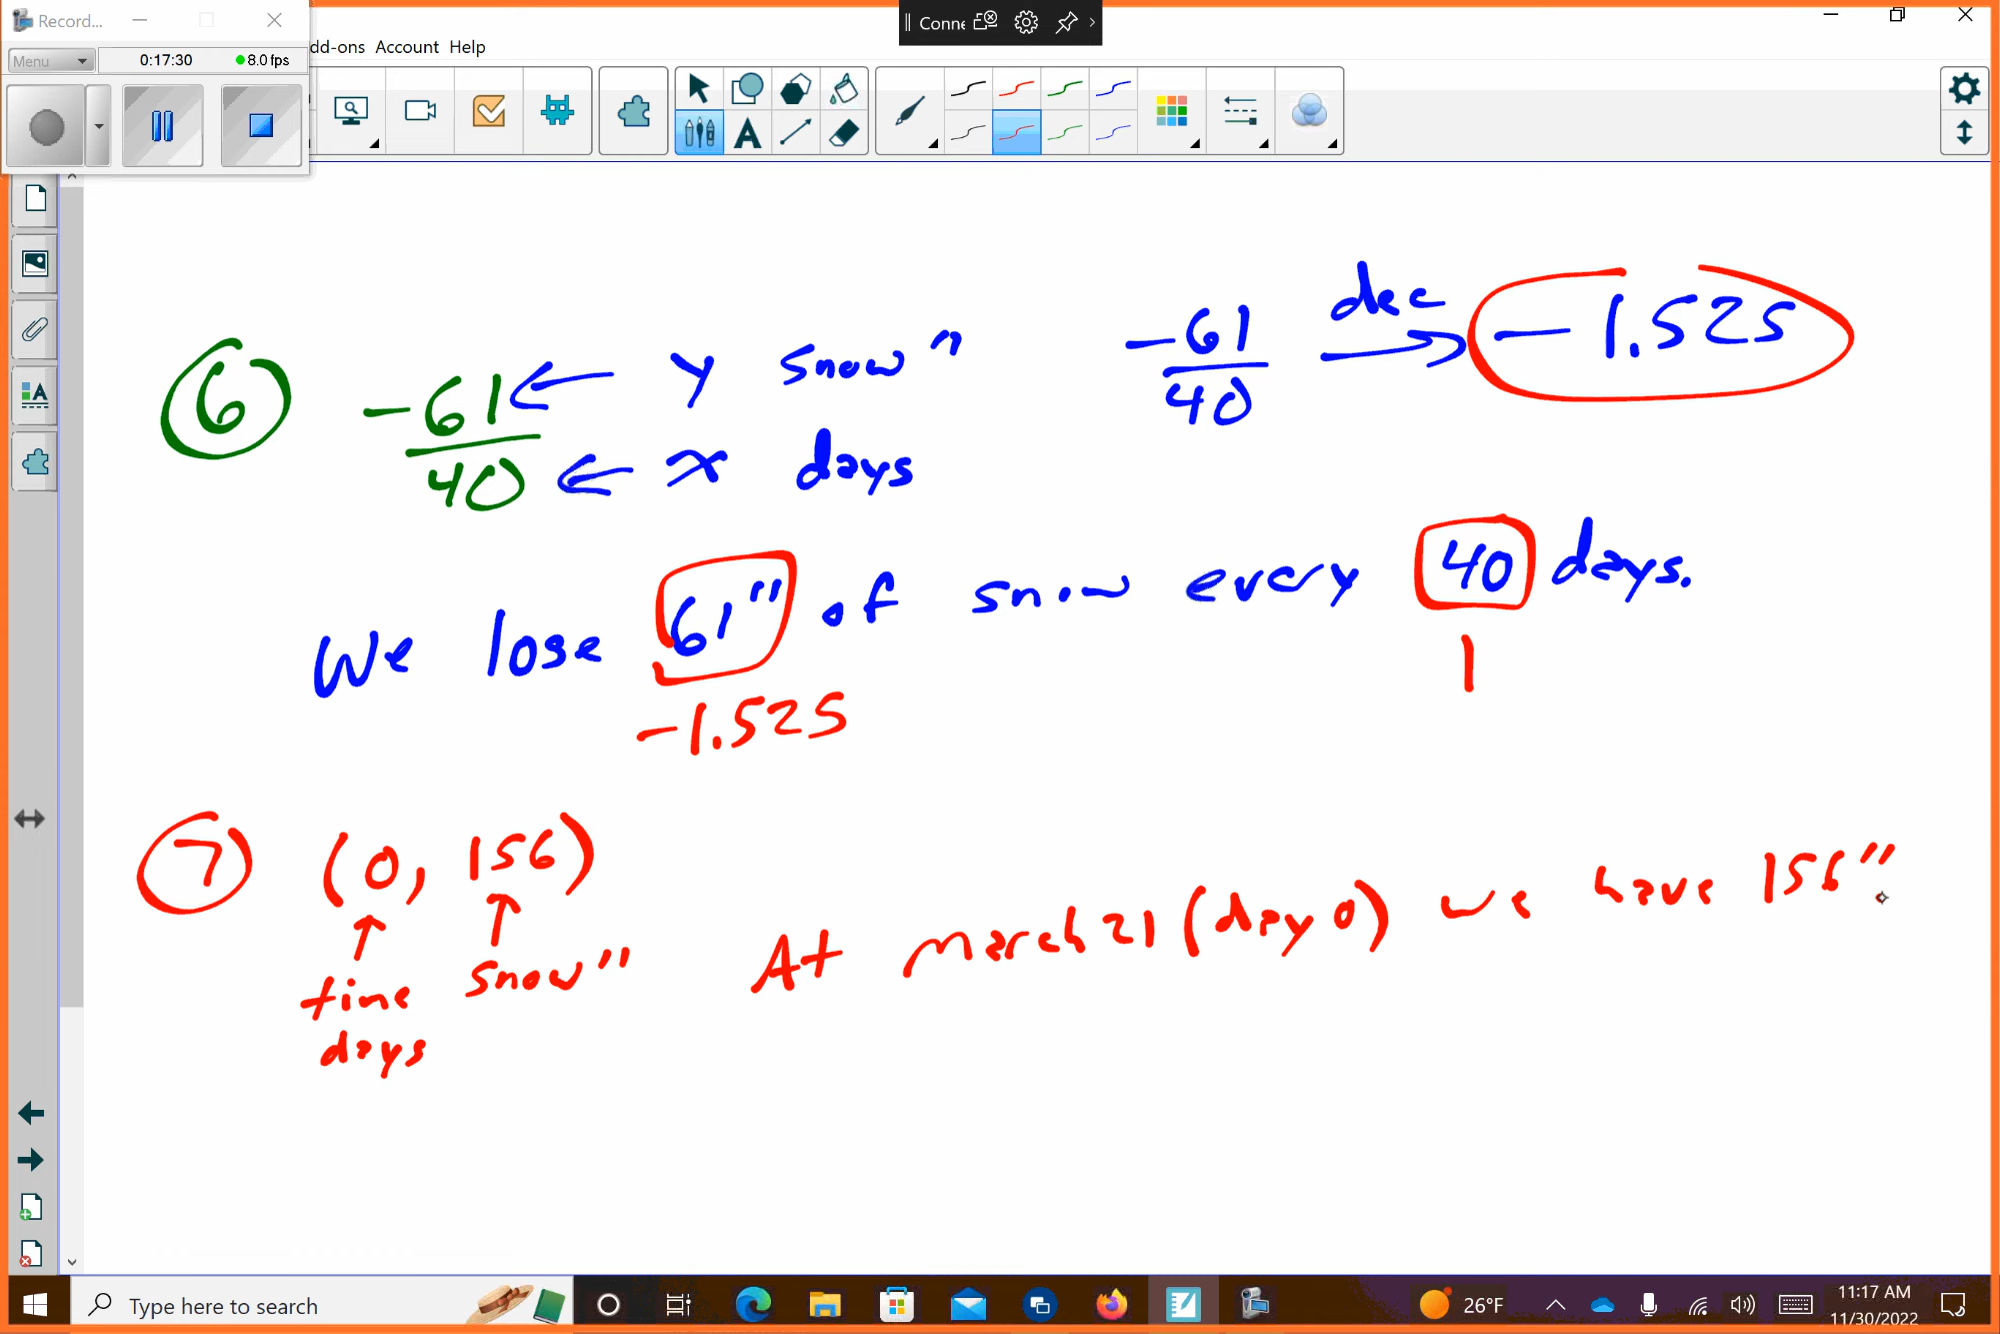 Record...
Menu
0:17:30
8.0 fps
dd-ons Account Help
Conne
6
-61 ← y snow "
40 ← x days
-61 dec → -1.525
40
We lose 61" of snow every 40 days.
-1.525
1
7 (0, 156)
time snow"
days
At march 21 (day 0) we have 156"
Type here to search
26°F
11:17 AM
11/30/2022